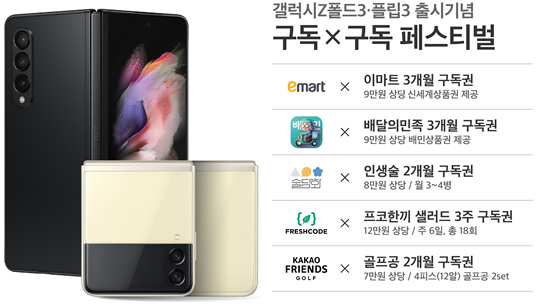 갤럭시Z폴드3·플립3 출시기념
구독×구독 페스티벌
emart × 이마트 3개월 구독권
9만원 상당 신세계상품권 제공
배달의민족 3개월 구독권
×
9만원 상당 배민상품권 제공
술담화 × 인생술 2개월 구독권
8만원 상당 / 월 3~4병
FRESHCODE × 프코한끼 샐러드 3주 구독권
12만원 상당 / 주 6일, 총 18회
KAKAO FRIENDS GOLF × 골프공 2개월 구독권
7만원 상당 / 4피스(12알) 골프공 2set